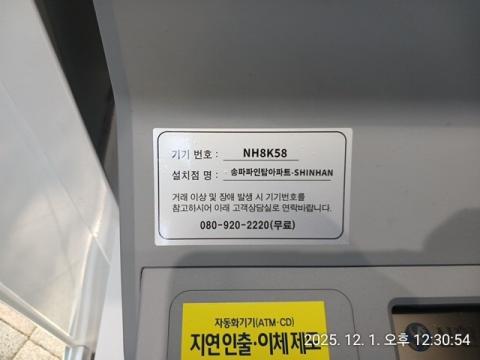 기기 번호 : NH8K58
설치점 명 : 송파파인탑아파트-SHINHAN
거래 이상 및 장애 발생 시 기기번호를
참고하시어 아래 고객상담실로 연락바랍니다.
080-920-2220(무료)
자동화기기(ATM·CD)
지연인출·이체제도
2025. 12. 1. 오후 12:30:54